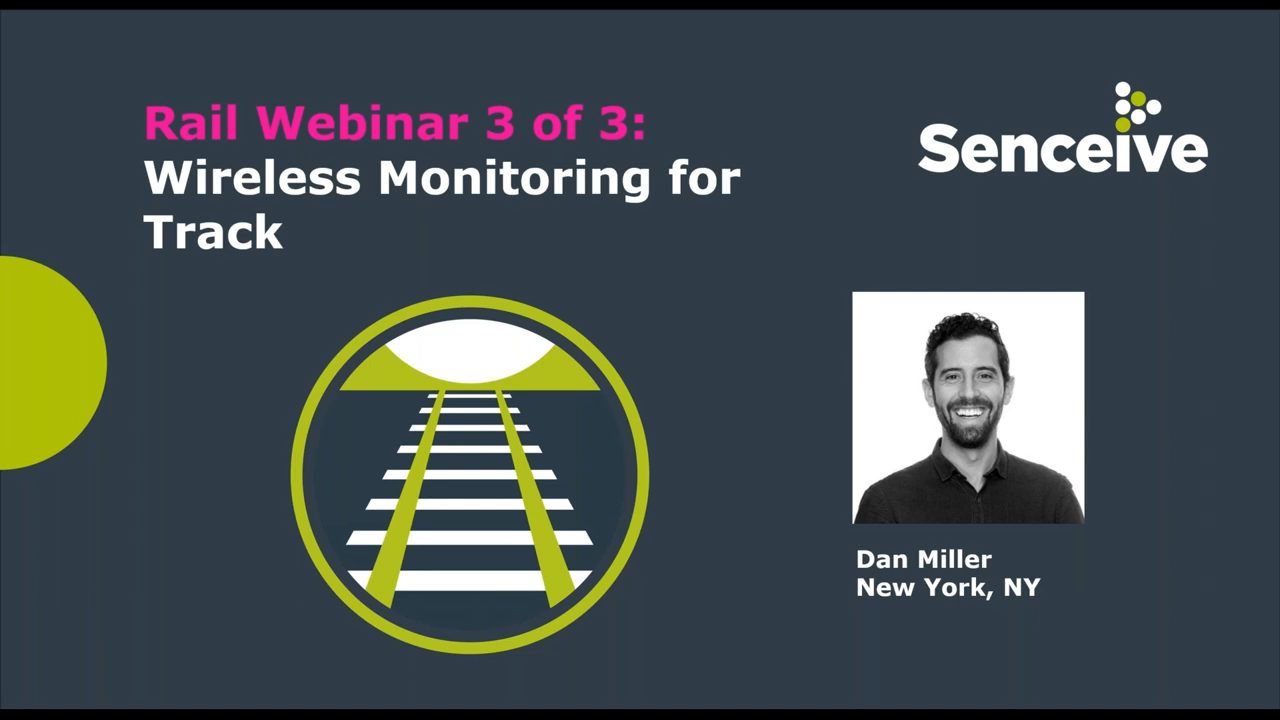 Rail Webinar 3 of 3:
Wireless Monitoring for
Track
Senceive
Dan Miller
New York, NY